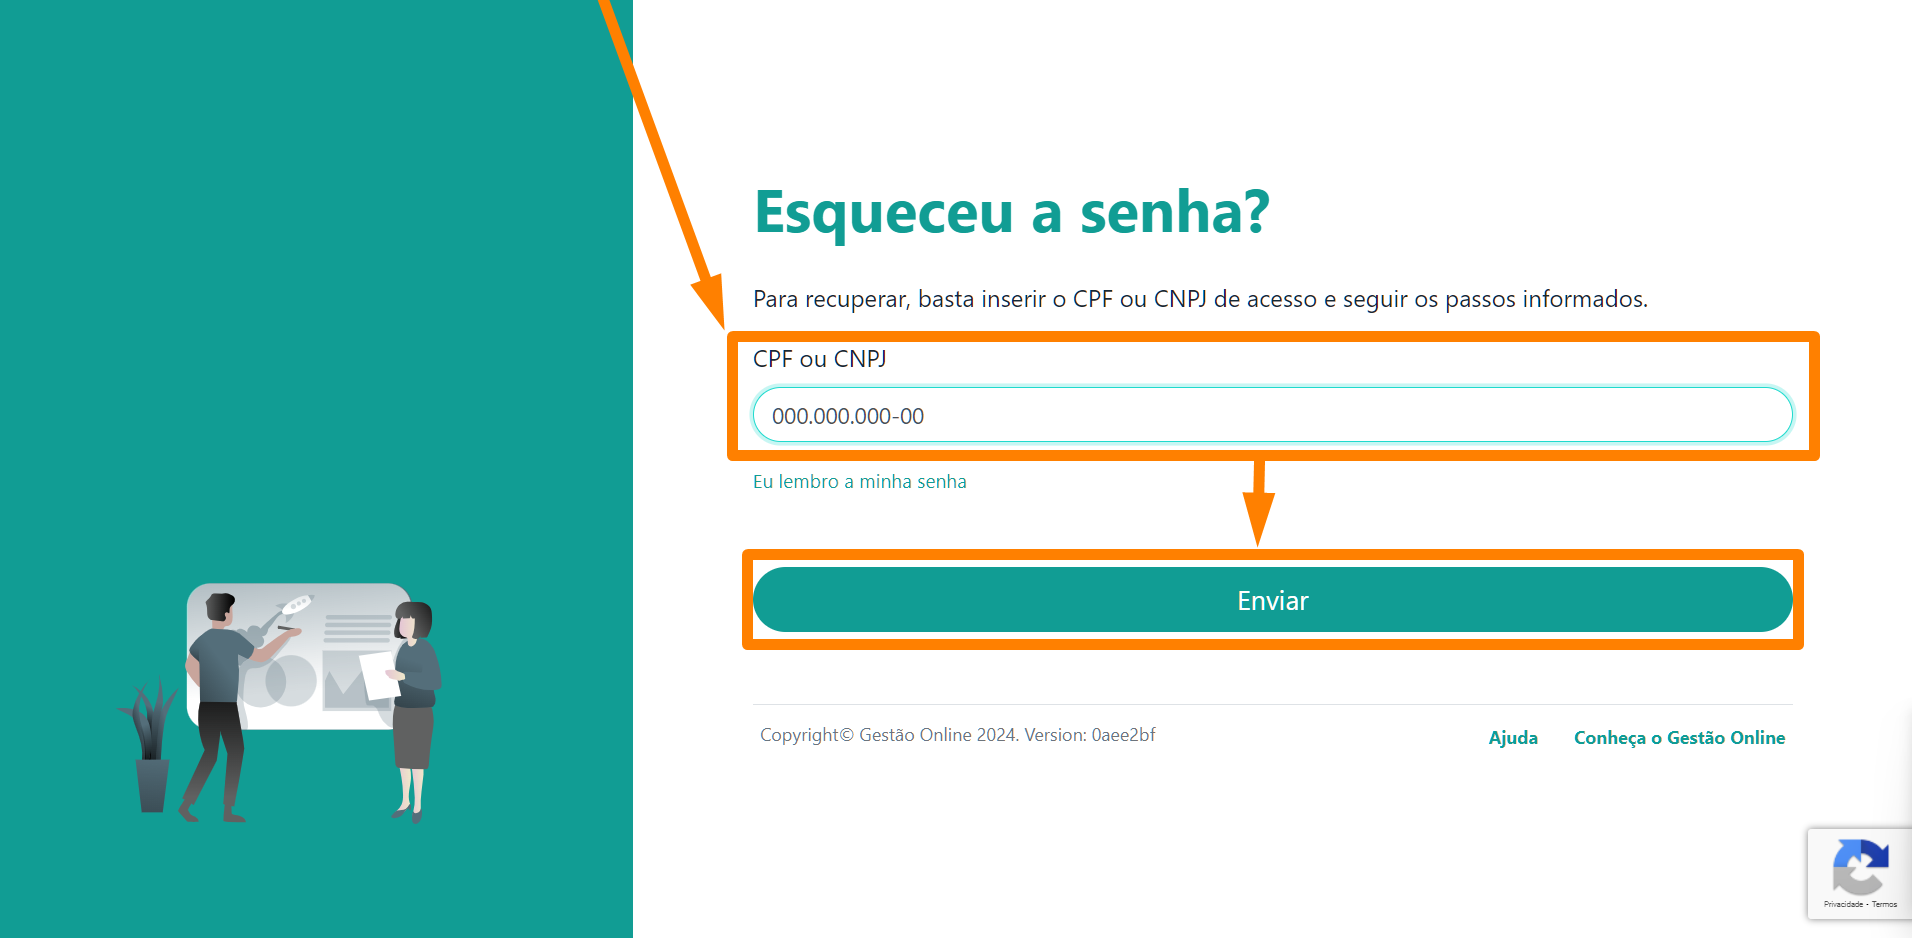 Esqueceu a senha?
Para recuperar, basta inserir o CPF ou CNPJ de acesso e seguir os passos informados.
CPF ou CNPJ
000.000.000-00
Eu lembro a minha senha
Enviar
Copyright© Gestão Online 2024. Version: 0aee2bf
Ajuda
Conheça o Gestão Online
Privacidade - Termos